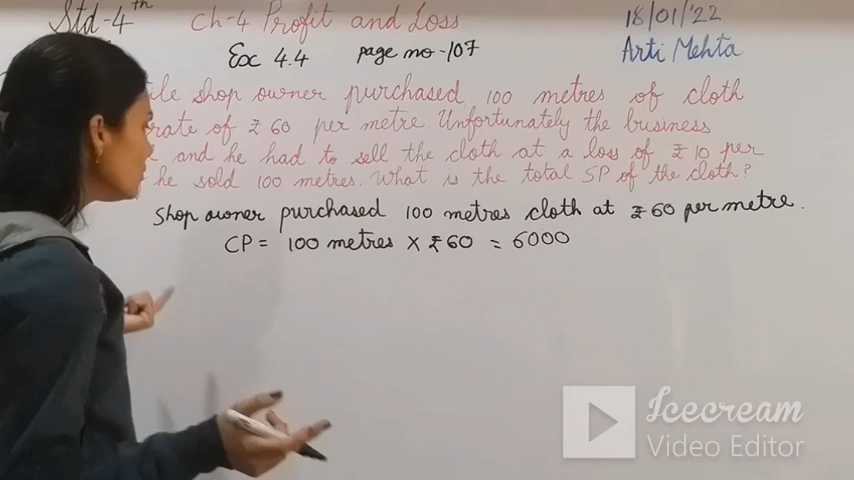 Std-4th Ch-4 Profit and Loss 18/01/'22
Exc 4.4 page no-107 Arti Mehta
shop owner purchased 100 metres of cloth
rate of ₹ 60 per metre. Unfortunately the business
and he had to sell the cloth at a loss of ₹ 10 per
he sold 100 metres. What is the total SP of the cloth?
Shop owner purchased 100 metres cloth at ₹60 per metre.
CP = 100 metres × ₹60 = 6000
Icecream
Video Editor